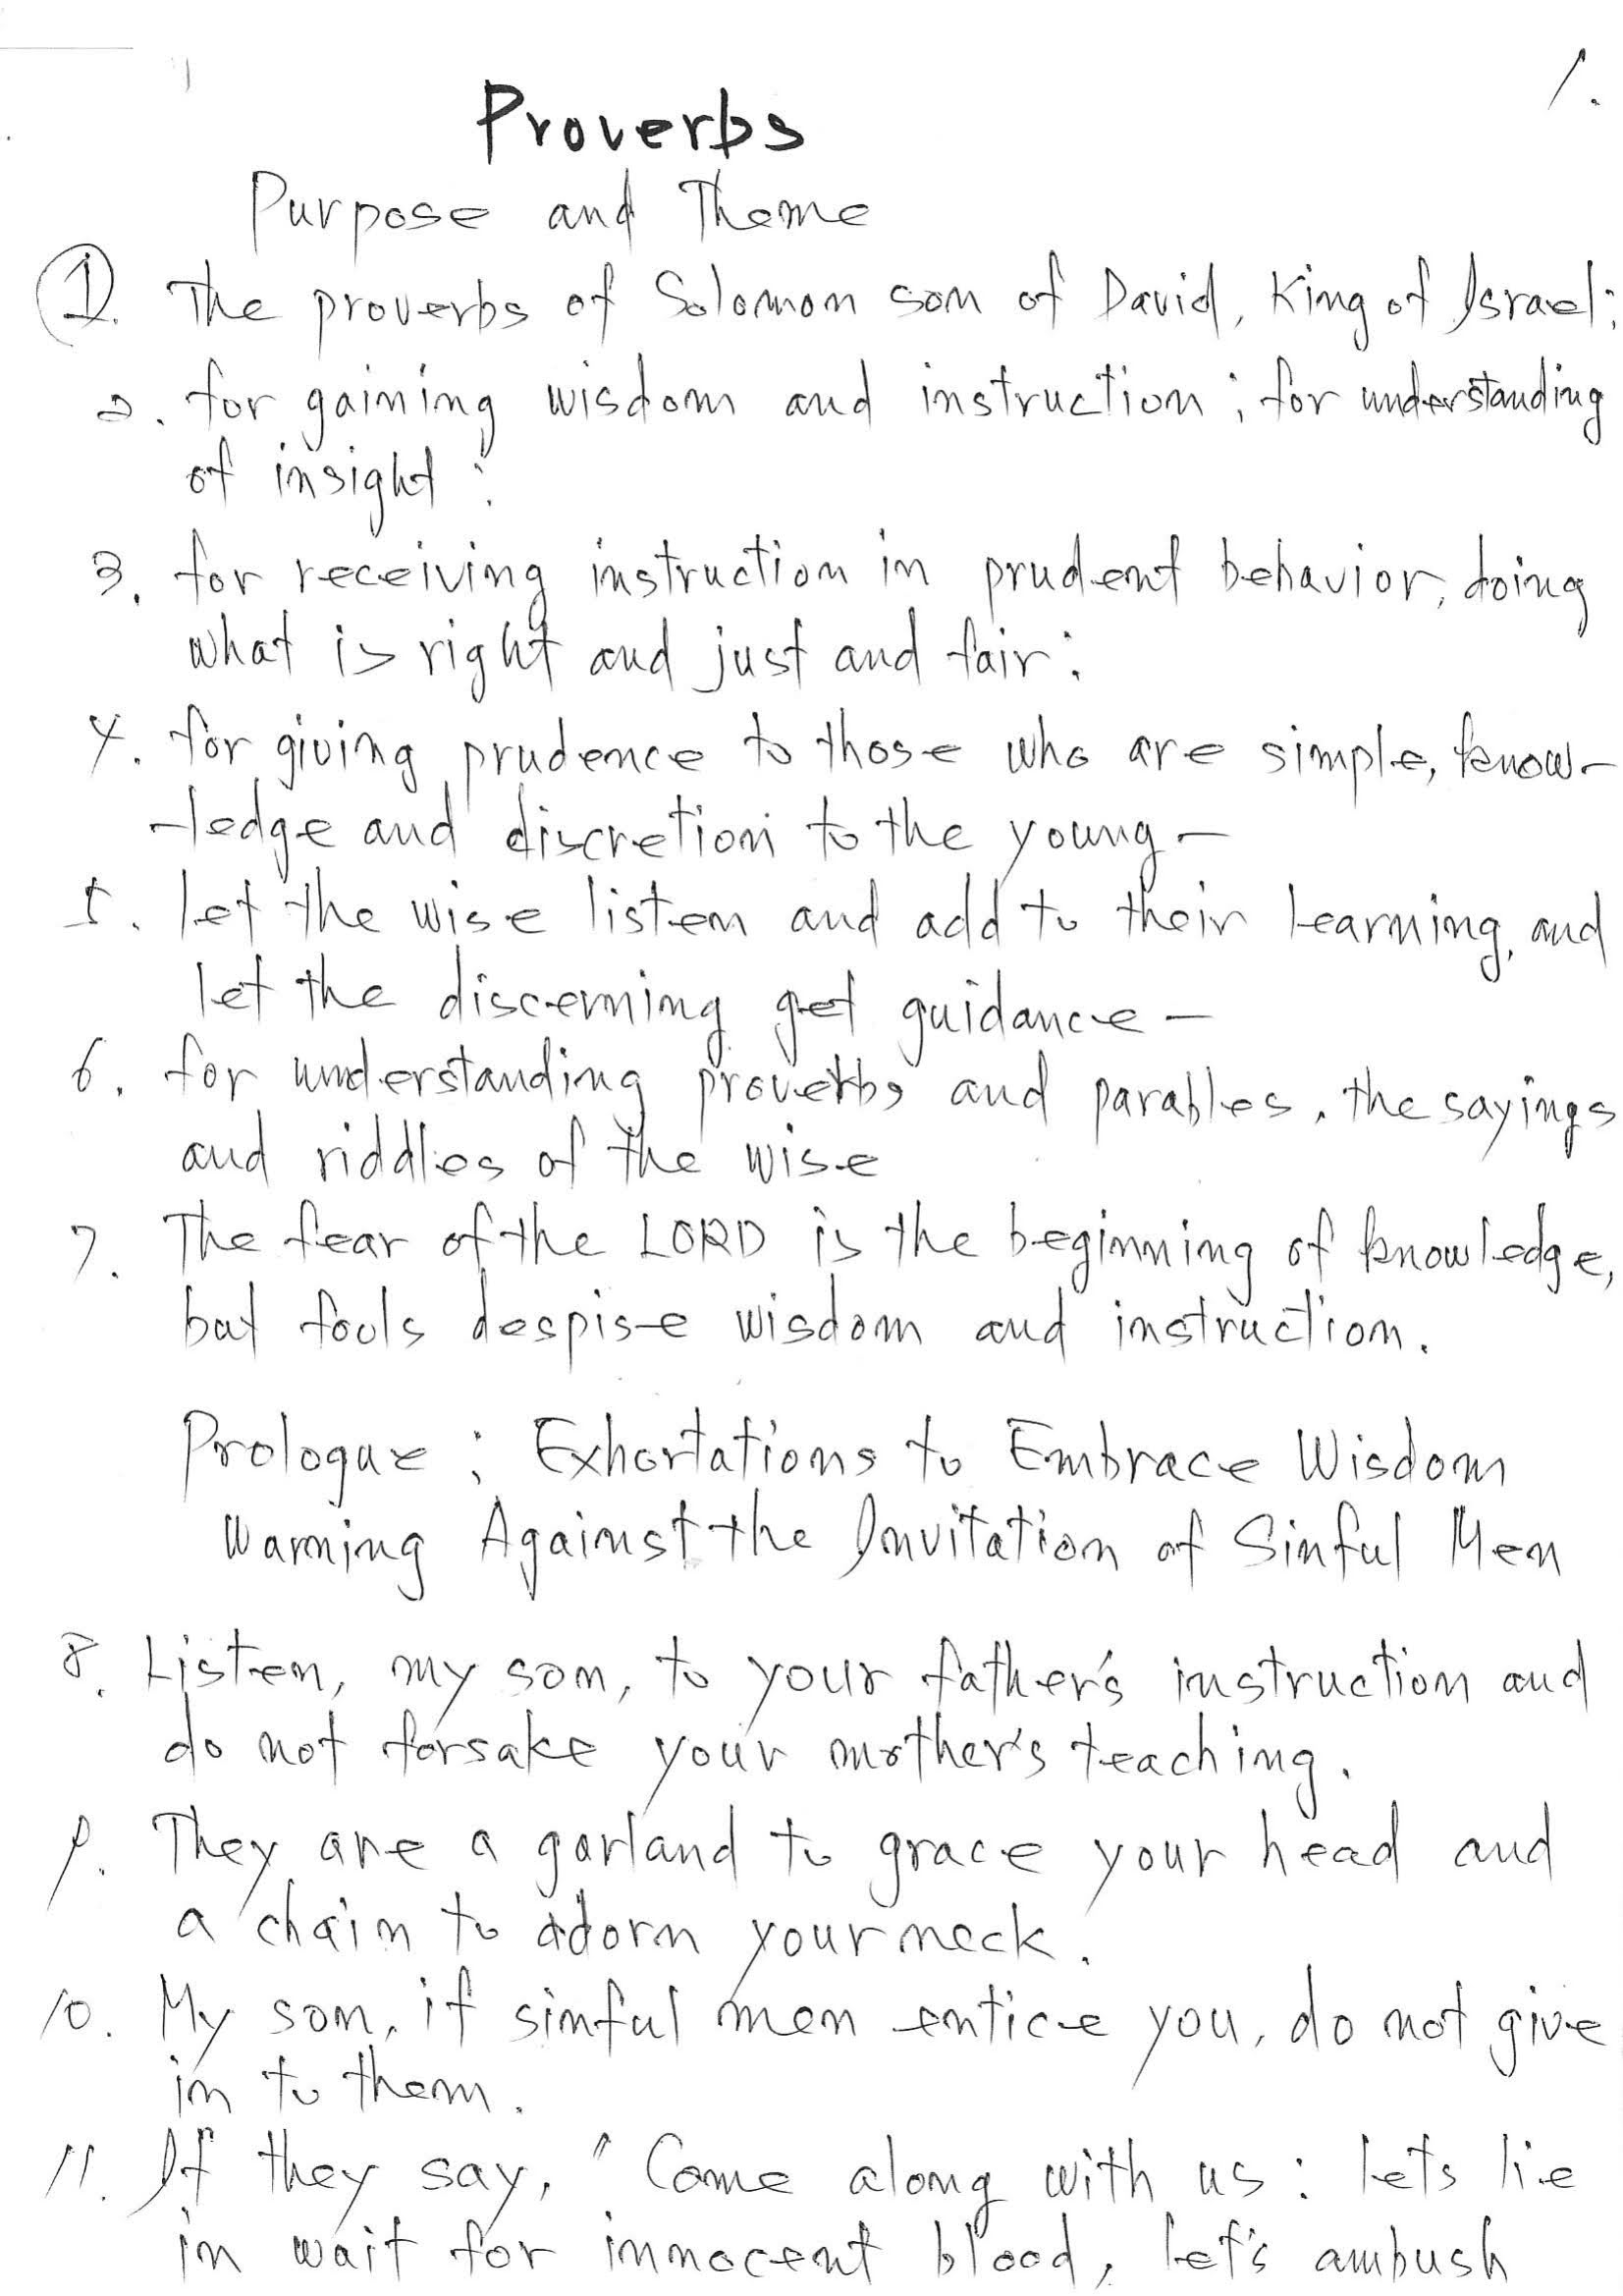 1.
Proverbs
Purpose and Theme
1. The proverbs of Solomon son of David, King of Israel:
2. for gaining wisdom and instruction; for understanding
of insight:
3. for receiving instruction in prudent behavior, doing
what is right and just and fair:
4. for giving prudence to those who are simple, know-
-ledge and discretion to the young—
5. let the wise listen and add to their learning, and
let the discerning get guidance—
6. for understanding proverbs and parables, the sayings
and riddles of the wise
7. The fear of the LORD is the beginning of knowledge,
but fools despise wisdom and instruction.
Prologue; Exhortations to Embrace Wisdom
Warning Against the Invitation of Sinful Men
8. Listen, my son, to your father's instruction and
do not forsake your mother's teaching.
9. They are a garland to grace your head and
a chain to adorn your neck.
10. My son, if sinful men entice you, do not give
in to them.
11. If they say, "Come along with us: lets lie
in wait for innocent blood, let's ambush